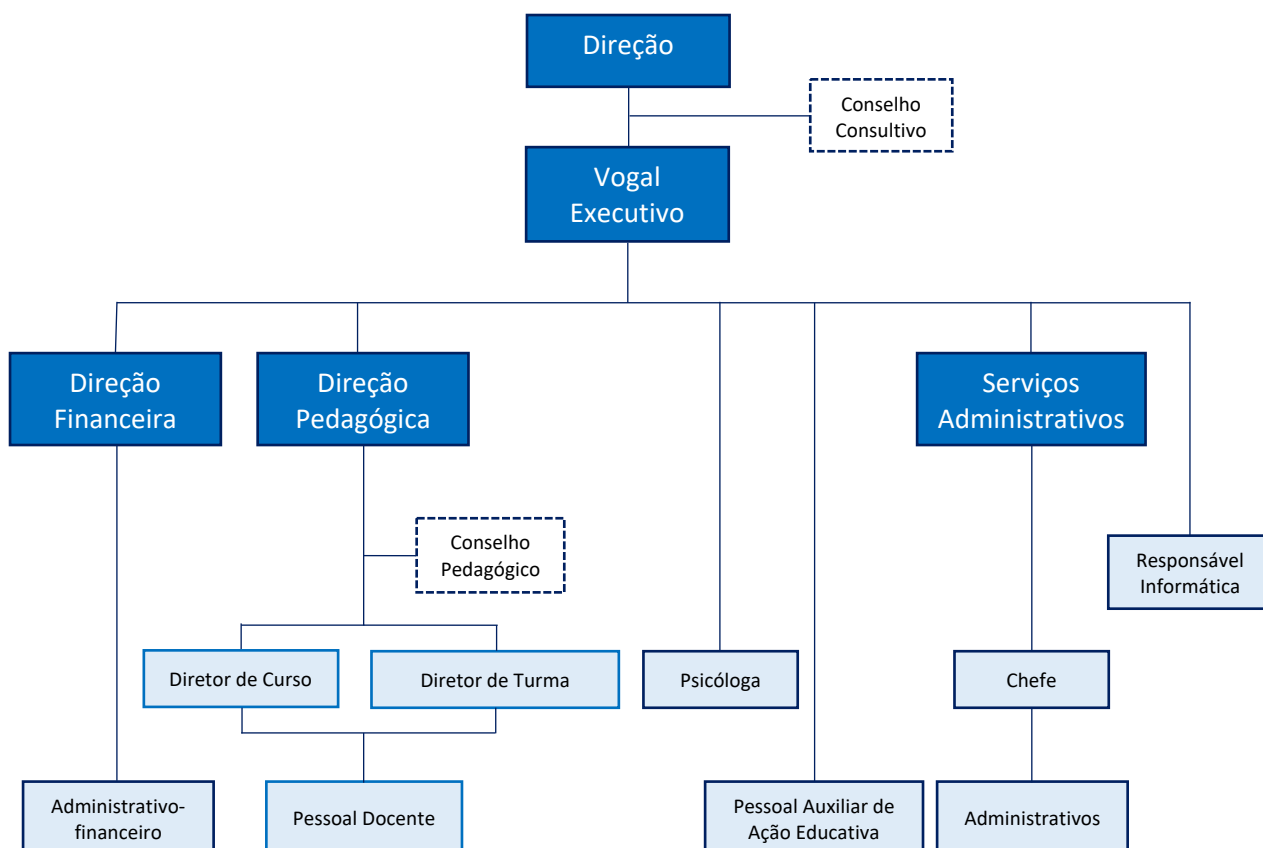 Direção
Conselho
Consultivo
Vogal
Executivo
Direção
Financeira
Direção
Pedagógica
Serviços
Administrativos
Conselho
Pedagógico
Responsável
Informática
Diretor de Curso
Diretor de Turma
Psicóloga
Chefe
Administrativo-
financeiro
Pessoal Docente
Pessoal Auxiliar de
Ação Educativa
Administrativos